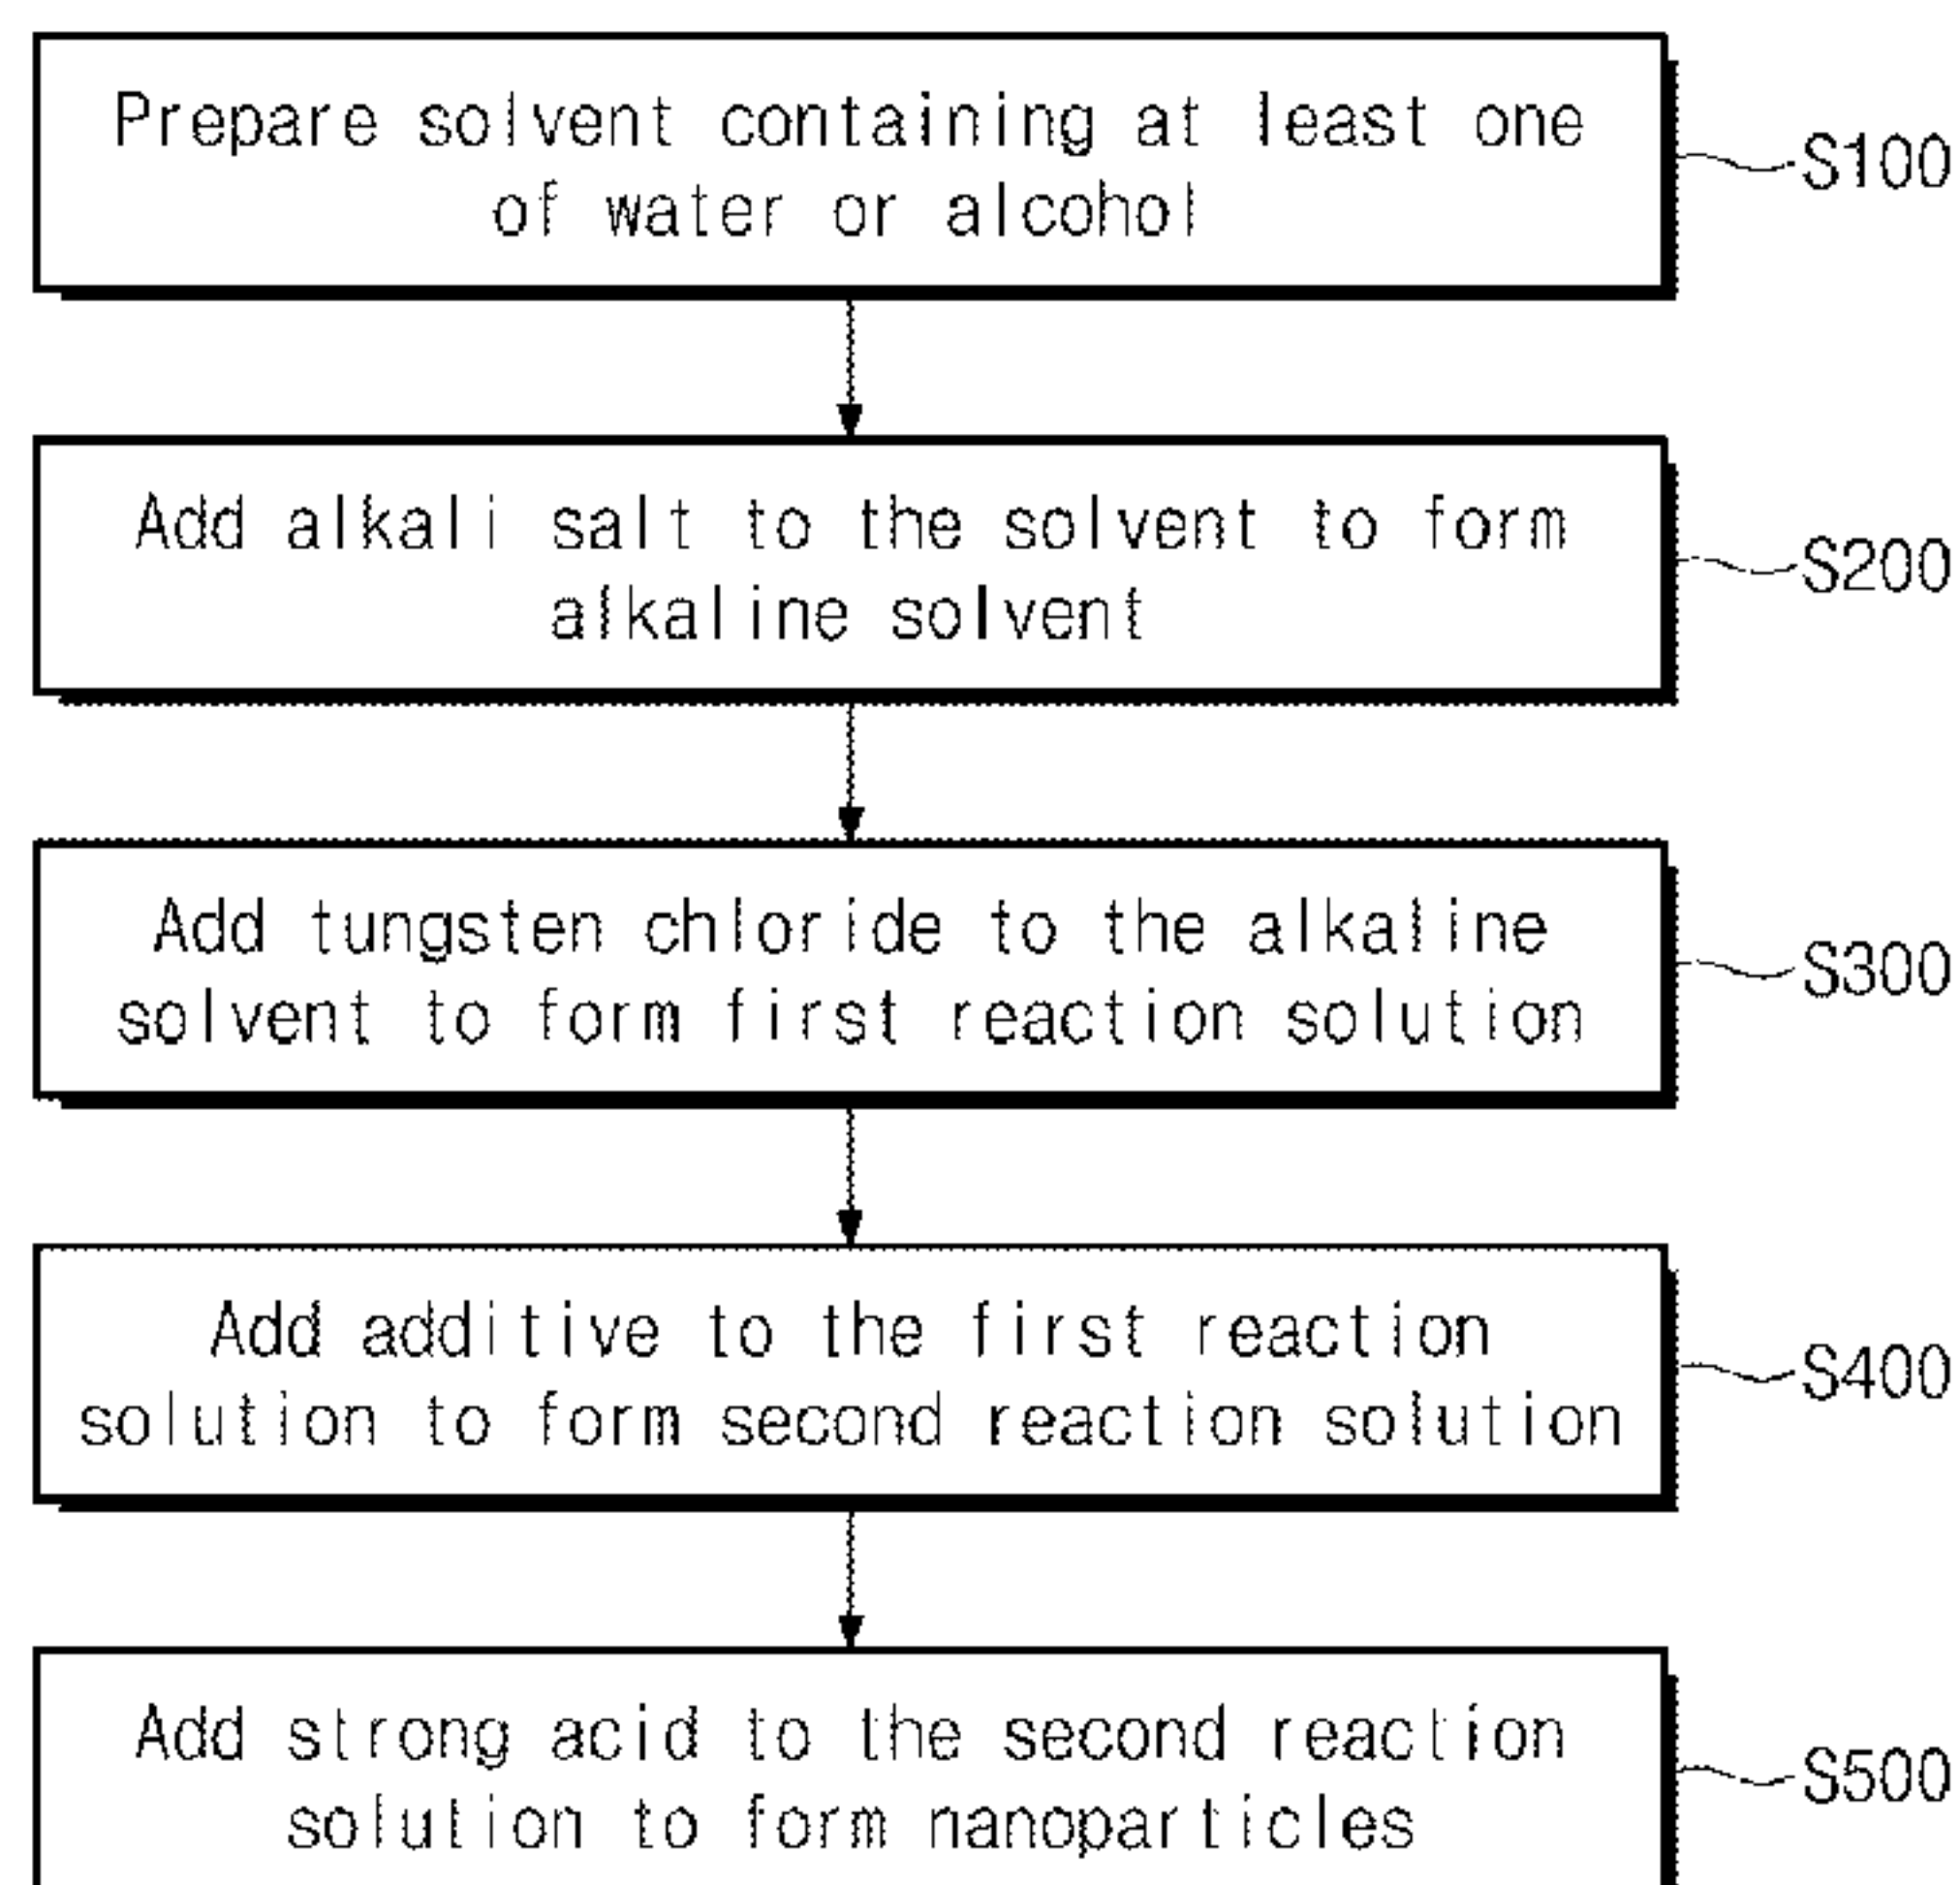 Prepare solvent containing at least one
of water or alcohol
S100
Add alkali salt to the solvent to form
alkaline solvent
S200
Add tungsten chloride to the alkaline
solvent to form first reaction solution
S300
Add additive to the first reaction
solution to form second reaction solution
S400
Add strong acid to the second reaction
solution to form nanoparticles
S500